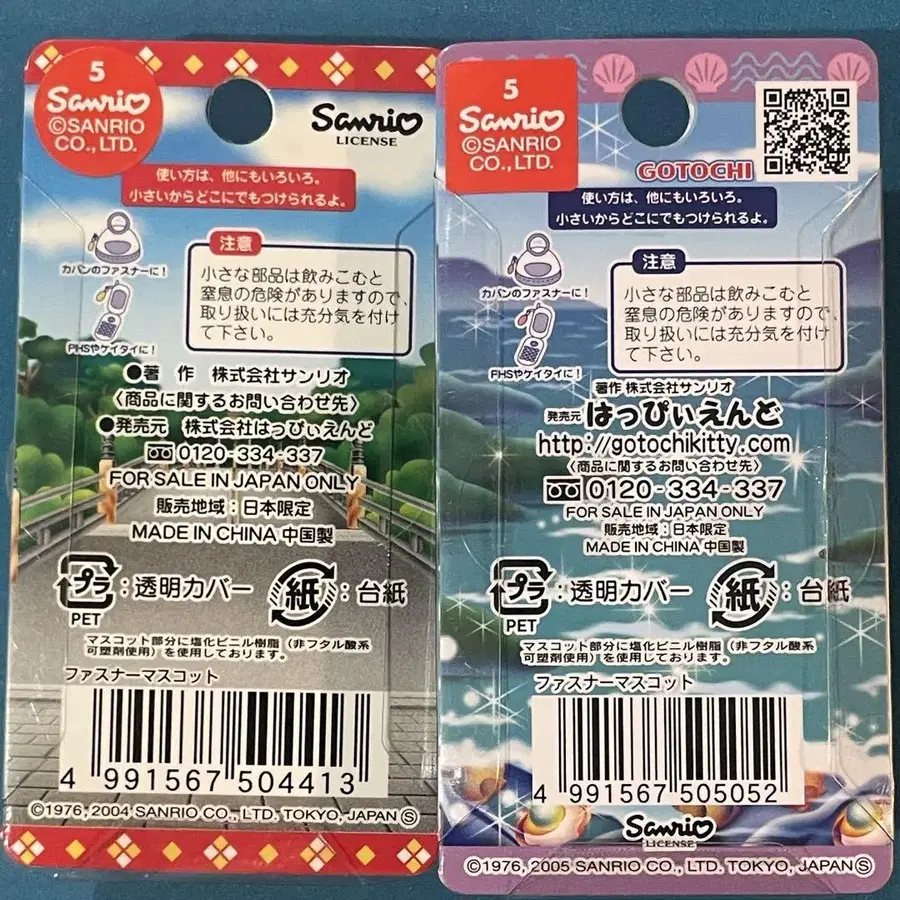 5
Sanrio
©SANRIO
CO., LTD.
Sanrio
LICENSE
使い方は、他にもいろいろ。
小さいからどこにでもつけられるよ。
カバンのファスナーに!
PHSやケイタイに!
注意
小さな部品は飲みこむと
窒息の危険がありますので、
取り扱いには充分気を付け
て下さい。
●著 作 株式会社サンリオ
〈商品に関するお問い合わせ先〉
●発売元 株式会社はっぴぃえんど
0120-334-337
FOR SALE IN JAPAN ONLY
販売地域:日本限定
MADE IN CHINA 中国製
プラ:透明カバー
PET
紙:台紙
マスコット部分に塩化ビニル樹脂(非フタル酸系
可塑剤使用)を使用しております。
ファスナーマスコット
4 991567 504413
©1976, 2004 SANRIO CO., LTD. TOKYO, JAPAN Ⓢ
5
Sanrio
©SANRIO
CO., LTD.
GOTOCHI
使い方は、他にもいろいろ。
小さいからどこにでもつけられるよ。
カバンのファスナーに!
PHSやケイタイに!
注意
小さな部品は飲みこむと
窒息の危険がありますので、
取り扱いには充分気を付け
て下さい。
著作 株式会社サンリオ
発売元 はっぴぃえんど
http://gotochikitty.com
〈商品に関するお問い合わせ先〉
0120-334-337
FOR SALE IN JAPAN ONLY
販売地域:日本限定
MADE IN CHINA 中国製
プラ:透明カバー
PET
紙:台紙
マスコット部分に塩化ビニル樹脂(非フタル酸系
可塑剤使用)を使用しております。
ファスナーマスコット
4 991567 505052
Sanrio
LICENSE
©1976, 2005 SANRIO CO., LTD. TOKYO, JAPAN Ⓢ